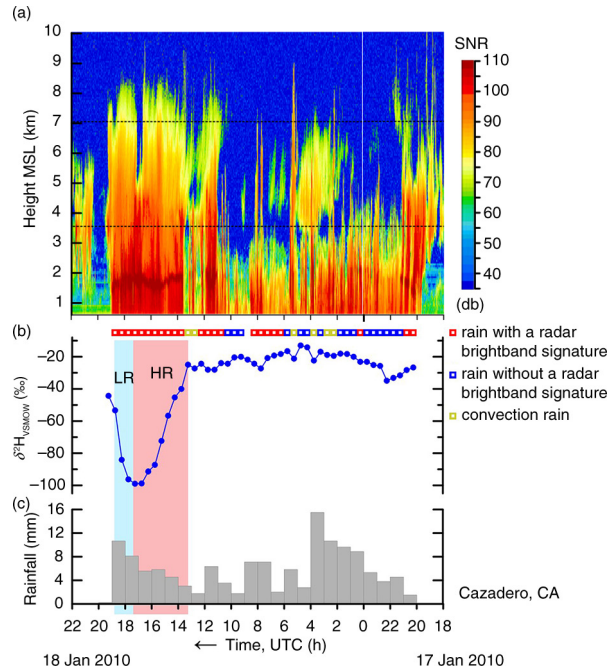 (a)
SNR
10
9
8
7
6
5
4
3
2
1
Height MSL (km)
110
100
90
80
70
60
50
40
(db)
(b)
−20
−40
−60
−80
−100
δ²H_VSMOW (‰)
LR
HR
rain with a radar
brightband signature
rain without a radar
brightband signature
convection rain
(c)
16
12
8
4
0
Rainfall (mm)
Cazadero, CA
22 20 18 16 14 12 10 8 6 4 2 0 22 20 18
← Time, UTC (h)
18 Jan 2010
17 Jan 2010